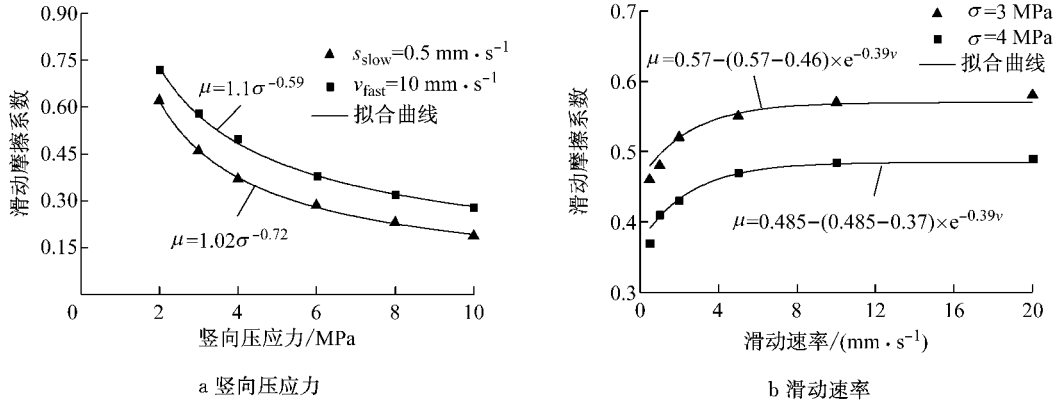 滑动摩擦系数
0.90
0.75
0.60
0.45
0.30
0.15
0
2
4
6
8
10
s_slow=0.5 mm·s⁻¹
v_fast=10 mm·s⁻¹
拟合曲线
μ=1.1σ^−0.59
μ=1.02σ^−0.72
竖向压应力/MPa
a 竖向压应力
滑动摩擦系数
0.7
0.6
0.5
0.4
0.3
0
4
8
12
16
20
σ=3 MPa
σ=4 MPa
拟合曲线
μ=0.57−(0.57−0.46)×e^−0.39v
μ=0.485−(0.485−0.37)×e^−0.39v
滑动速率/(mm·s⁻¹)
b 滑动速率